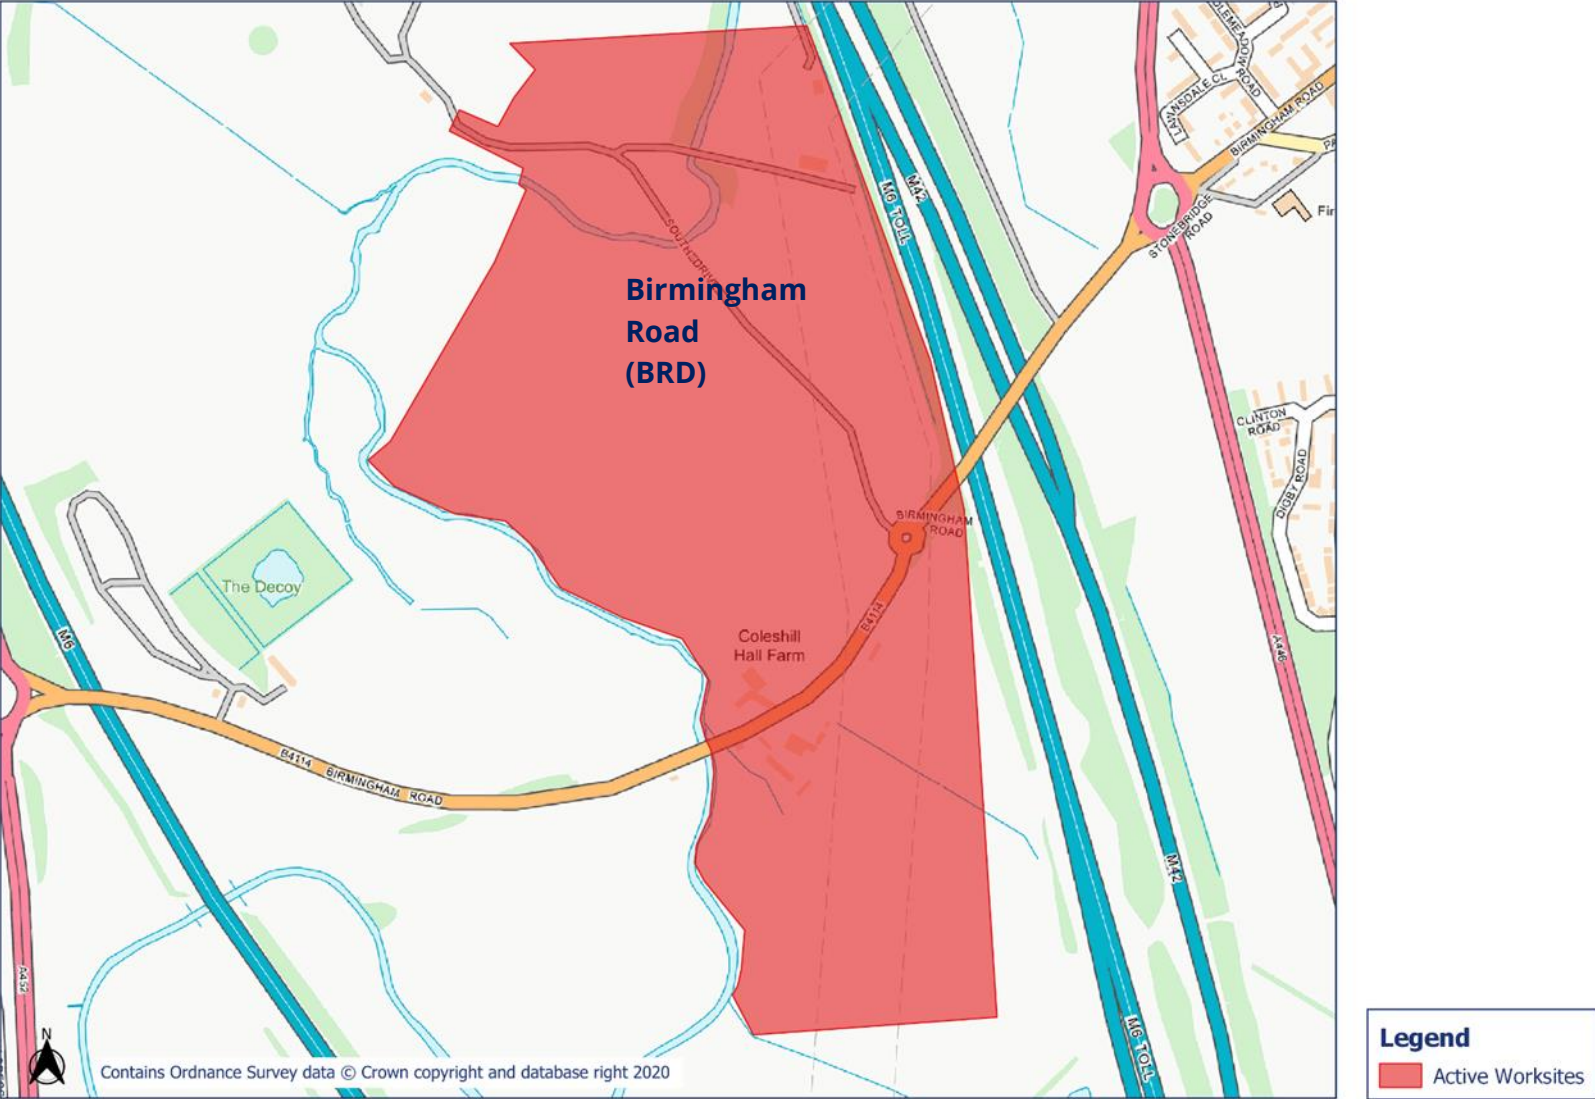 LAWNSDALE CL
ROAD
BIRMINGHAM ROAD
M42
M6 TOLL
STONEBRIDGE
ROAD
SOUTH DRIVE
Birmingham
Road
(BRD)
CLINTON
ROAD
DIGBY ROAD
BIRMINGHAM
ROAD
The Decoy
B4114
M6
Coleshill
Hall Farm
A446
B4114 BIRMINGHAM ROAD
M42
A452
N
M6 TOLL
Contains Ordnance Survey data © Crown copyright and database right 2020
Legend
Active Worksites